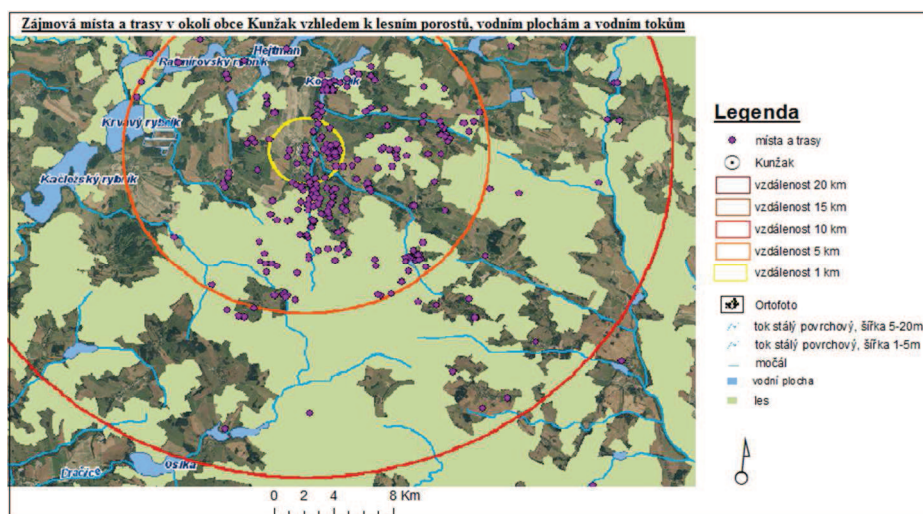 Zájmová místa a trasy v okolí obce Kunžak vzhledem k lesním porostů, vodním plochám a vodním tokům
Hejtman
Ratmírovský rybník
Krvavý rybník
Kačležský rybník
Osika
Legenda
místa a trasy
Kunžak
vzdálenost 20 km
vzdálenost 15 km
vzdálenost 10 km
vzdálenost 5 km
vzdálenost 1 km
Ortofoto
tok stálý povrchový, šířka 5-20m
tok stálý povrchový, šířka 1-5m
močál
vodní plocha
les
0 2 4 8 Km